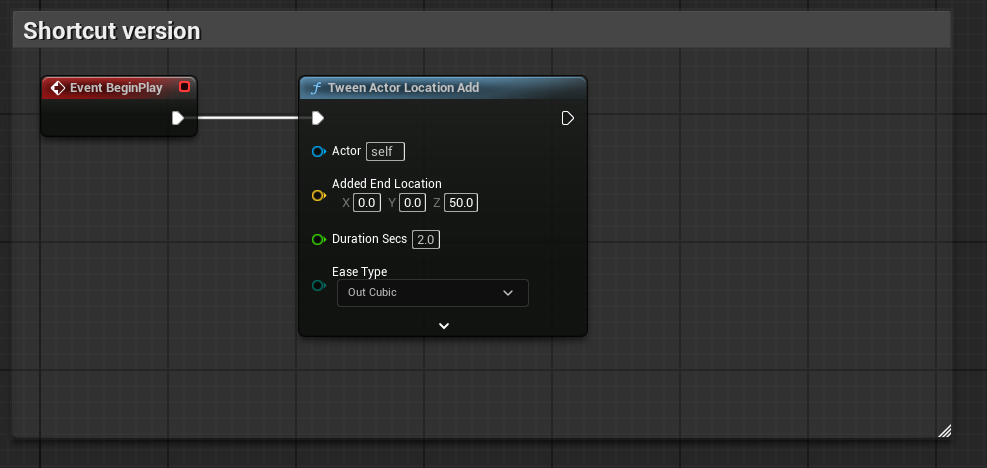 Shortcut version
Event BeginPlay
f Tween Actor Location Add
Actor self
Added End Location
X 0.0 Y 0.0 Z 50.0
Duration Secs 2.0
Ease Type
Out Cubic